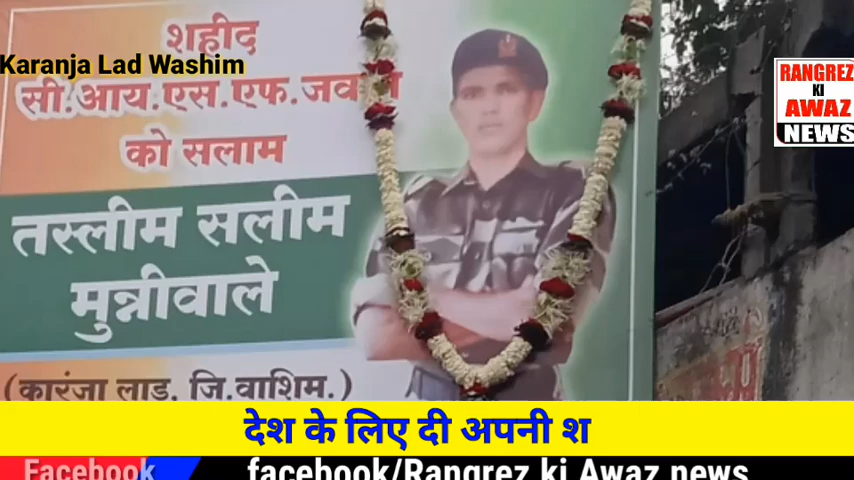 शहीद
Karanja Lad Washim
सी.आय.एस.एफ.जवान
को सलाम
तस्लीम सलीम
मुन्नीवाले
(कारंजा लाड, जि.वाशिम.)
RANGREZ
KI
AWAZ
NEWS
देश के लिए दी अपनी श
Facebook
facebook/Rangrez ki Awaz news